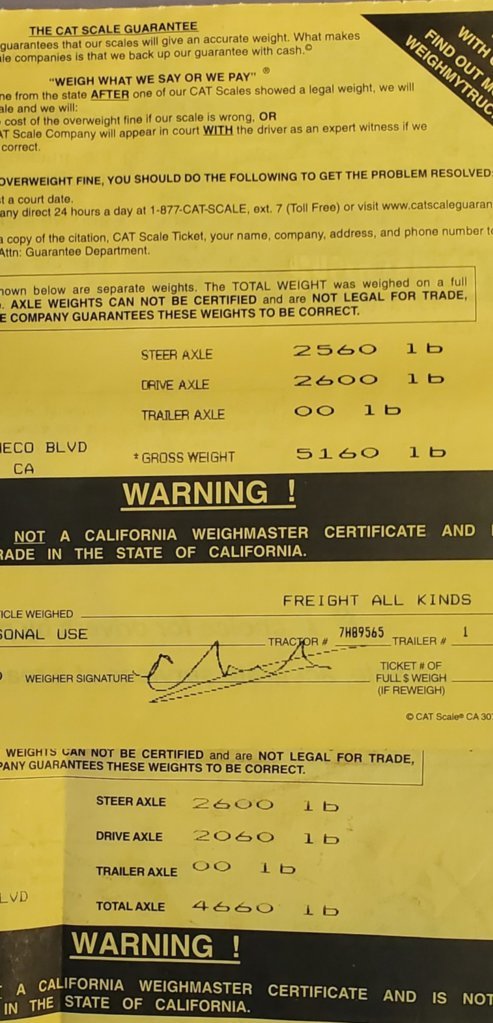 THE CAT SCALE GUARANTEE
guarantees that our scales will give an accurate weight. What makes
le companies is that we back up our guarantee with cash.©
"WEIGH WHAT WE SAY OR WE PAY" ®
ne from the state AFTER one of our CAT Scales showed a legal weight, we will
ale and we will:
cost of the overweight fine if our scale is wrong, OR
AT Scale Company will appear in court WITH the driver as an expert witness if we
correct.
WITH
FIND OUT M
WEIGHMYTRUC
OVERWEIGHT FINE, YOU SHOULD DO THE FOLLOWING TO GET THE PROBLEM RESOLVED:
t a court date.
any direct 24 hours a day at 1-877-CAT-SCALE, ext. 7 (Toll Free) or visit www.catscaleguaran
a copy of the citation, CAT Scale Ticket, your name, company, address, and phone number to
Attn: Guarantee Department.
hown below are separate weights. The TOTAL WEIGHT was weighed on a full
. AXLE WEIGHTS CAN NOT BE CERTIFIED and are NOT LEGAL FOR TRADE,
E COMPANY GUARANTEES THESE WEIGHTS TO BE CORRECT.
STEER AXLE 2560 lb
DRIVE AXLE 2600 lb
TRAILER AXLE 00 lb
HECO BLVD
CA
* GROSS WEIGHT 5160 lb
WARNING !
NOT A CALIFORNIA WEIGHMASTER CERTIFICATE AND I
RADE IN THE STATE OF CALIFORNIA.
FREIGHT ALL KINDS
ICLE WEIGHED
SONAL USE TRACTOR # 7H89565 TRAILER # 1
WEIGHER SIGNATURE
TICKET # OF
FULL $ WEIGH
(IF REWEIGH)
© CAT Scale® CA 307
WEIGHTS CAN NOT BE CERTIFIED and are NOT LEGAL FOR TRADE,
PANY GUARANTEES THESE WEIGHTS TO BE CORRECT.
STEER AXLE 2600 lb
DRIVE AXLE 2060 lb
TRAILER AXLE 00 lb
LVD
TOTAL AXLE 4660 lb
WARNING !
A CALIFORNIA WEIGHMASTER CERTIFICATE AND IS NOT
IN THE STATE OF CALIFORNIA.